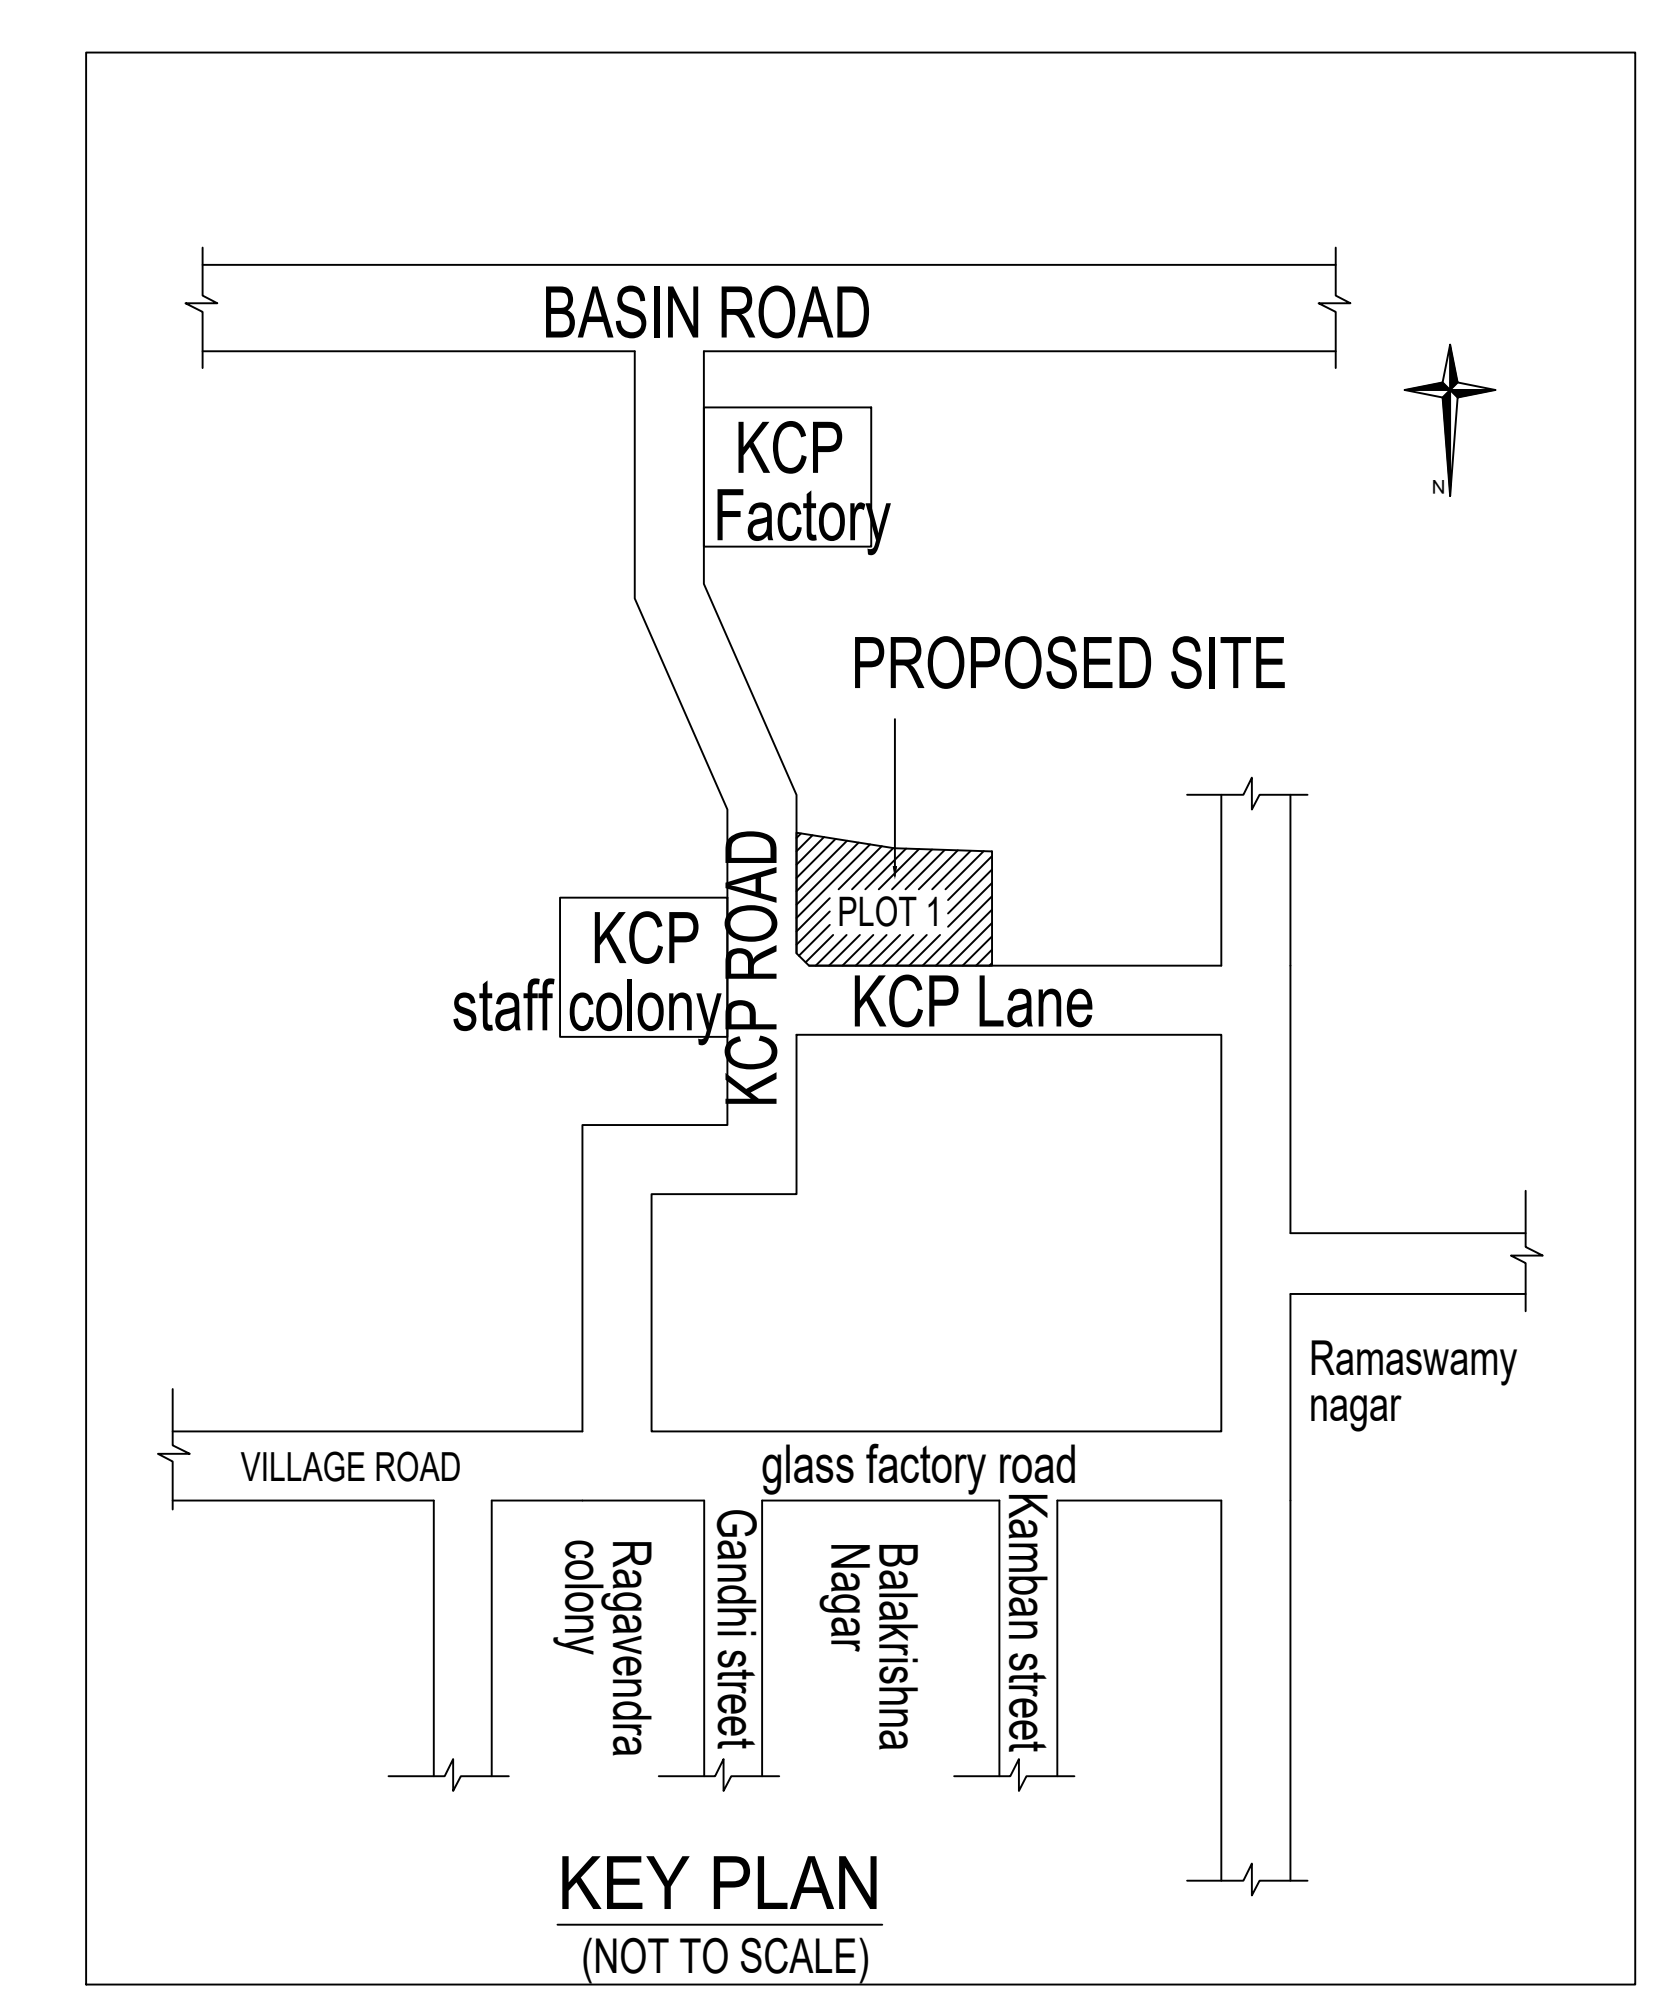 BASIN ROAD
KCP
Factory
N
PROPOSED SITE
PLOT 1
KCP ROAD
KCP
staff colony
KCP Lane
Ramaswamy
nagar
VILLAGE ROAD
glass factory road
Ragavendra
colony
Gandhi street
Balakrishna
Nagar
Kamban street
KEY PLAN
(NOT TO SCALE)